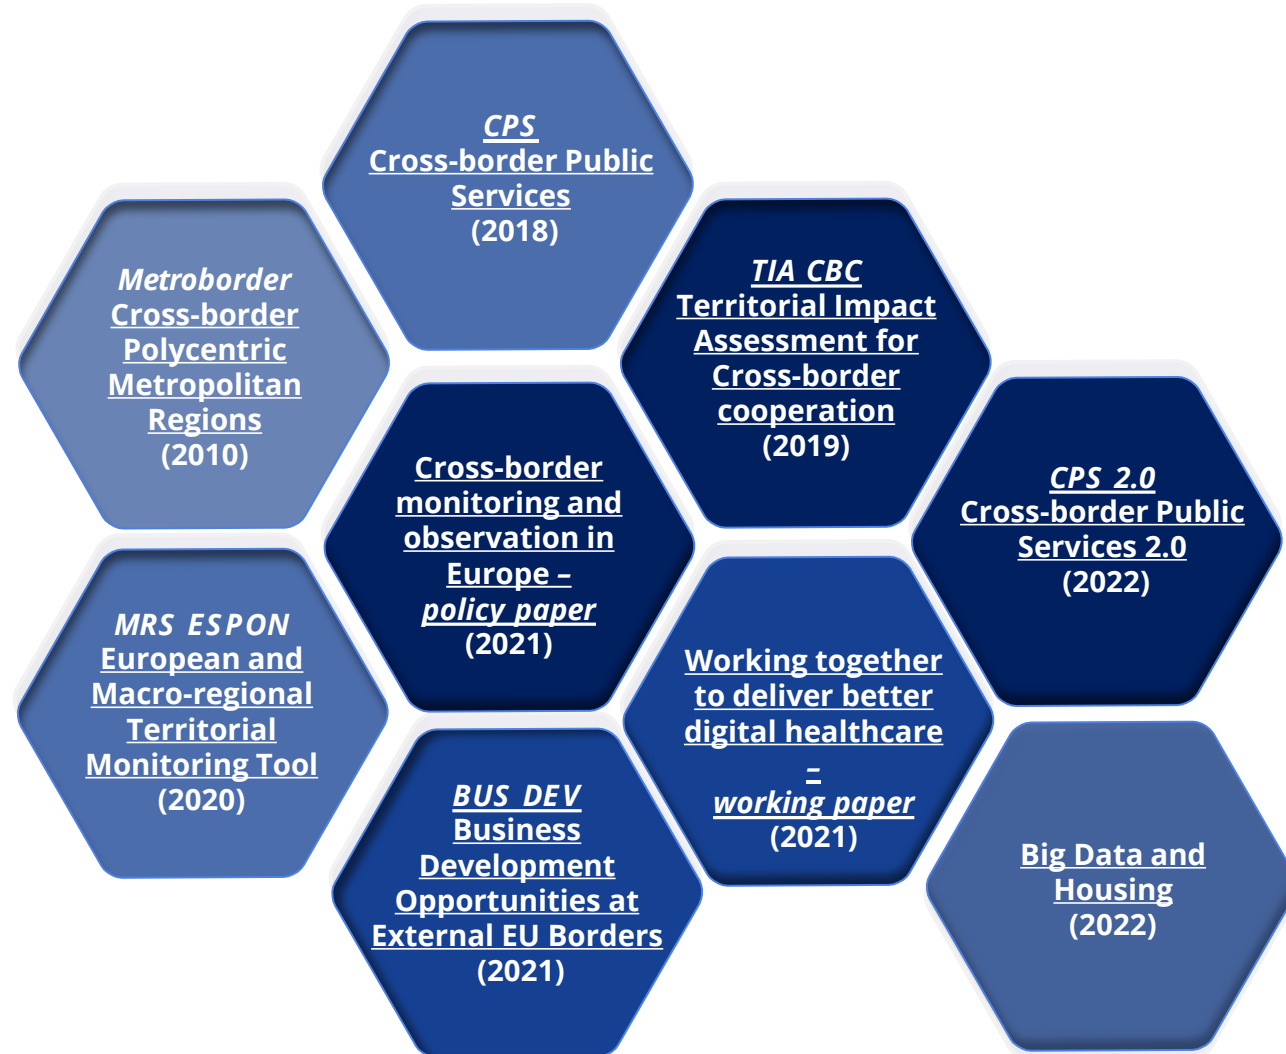 CPS
Cross-border Public
Services
(2018)
Metroborder
Cross-border
Polycentric
Metropolitan
Regions
(2010)
TIA CBC
Territorial Impact
Assessment for
Cross-border
cooperation
(2019)
Cross-border
monitoring and
observation in
Europe –
policy paper
(2021)
CPS 2.0
Cross-border Public
Services 2.0
(2022)
MRS ESPON
European and
Macro-regional
Territorial
Monitoring Tool
(2020)
Working together
to deliver better
digital healthcare
–
working paper
(2021)
BUS DEV
Business
Development
Opportunities at
External EU Borders
(2021)
Big Data and
Housing
(2022)